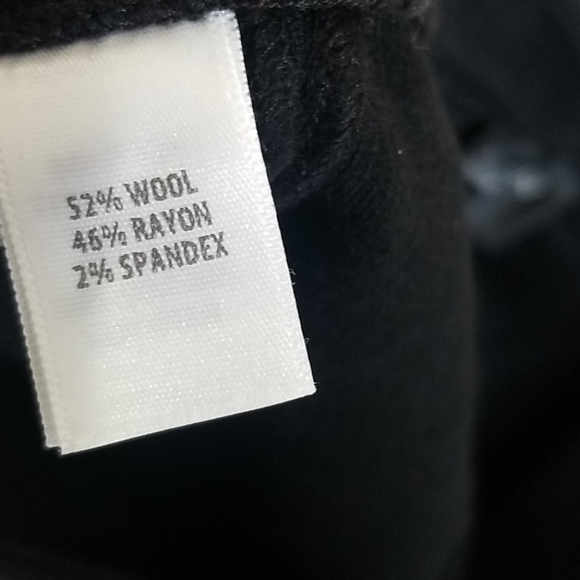 52% WOOL
46% RAYON
2% SPANDEX